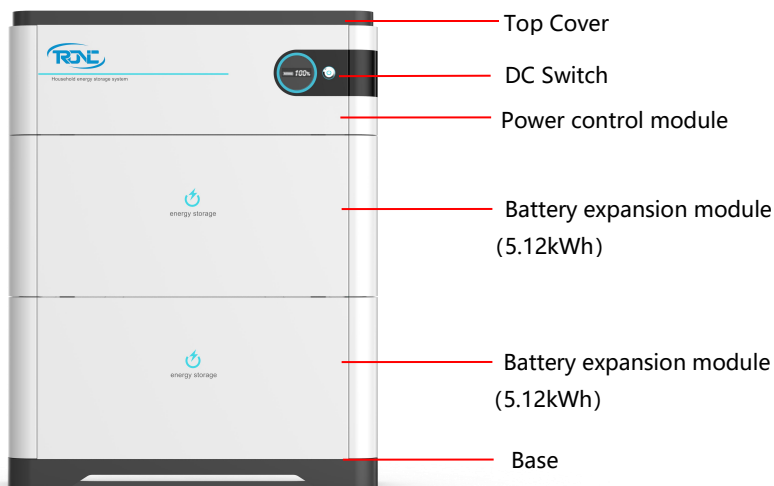 Top Cover
TRONIC
Household energy storage system
100%
DC Switch
Power control module
energy storage
Battery expansion module
(5.12kWh)
energy storage
Battery expansion module
(5.12kWh)
Base